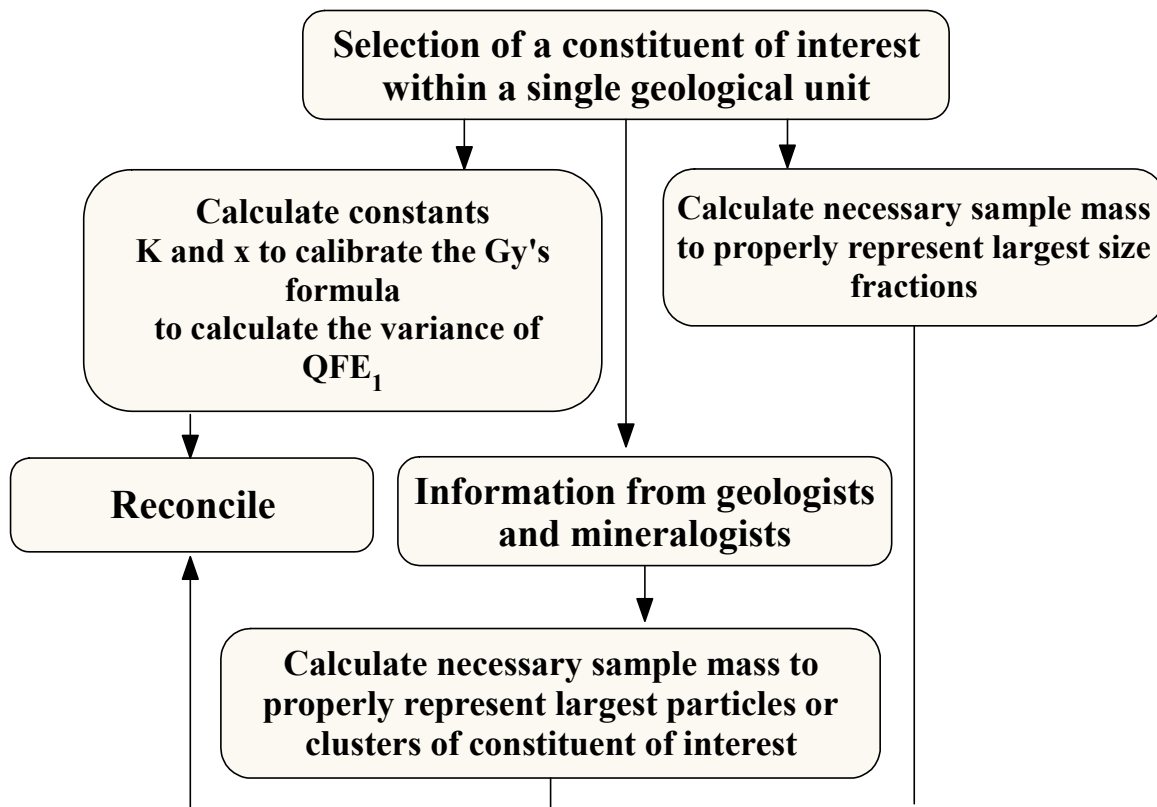 Selection of a constituent of interest
within a single geological unit
Calculate constants
K and x to calibrate the Gy's
formula
to calculate the variance of
QFE₁
Calculate necessary sample mass
to properly represent largest size
fractions
Reconcile
Information from geologists
and mineralogists
Calculate necessary sample mass to
properly represent largest particles or
clusters of constituent of interest